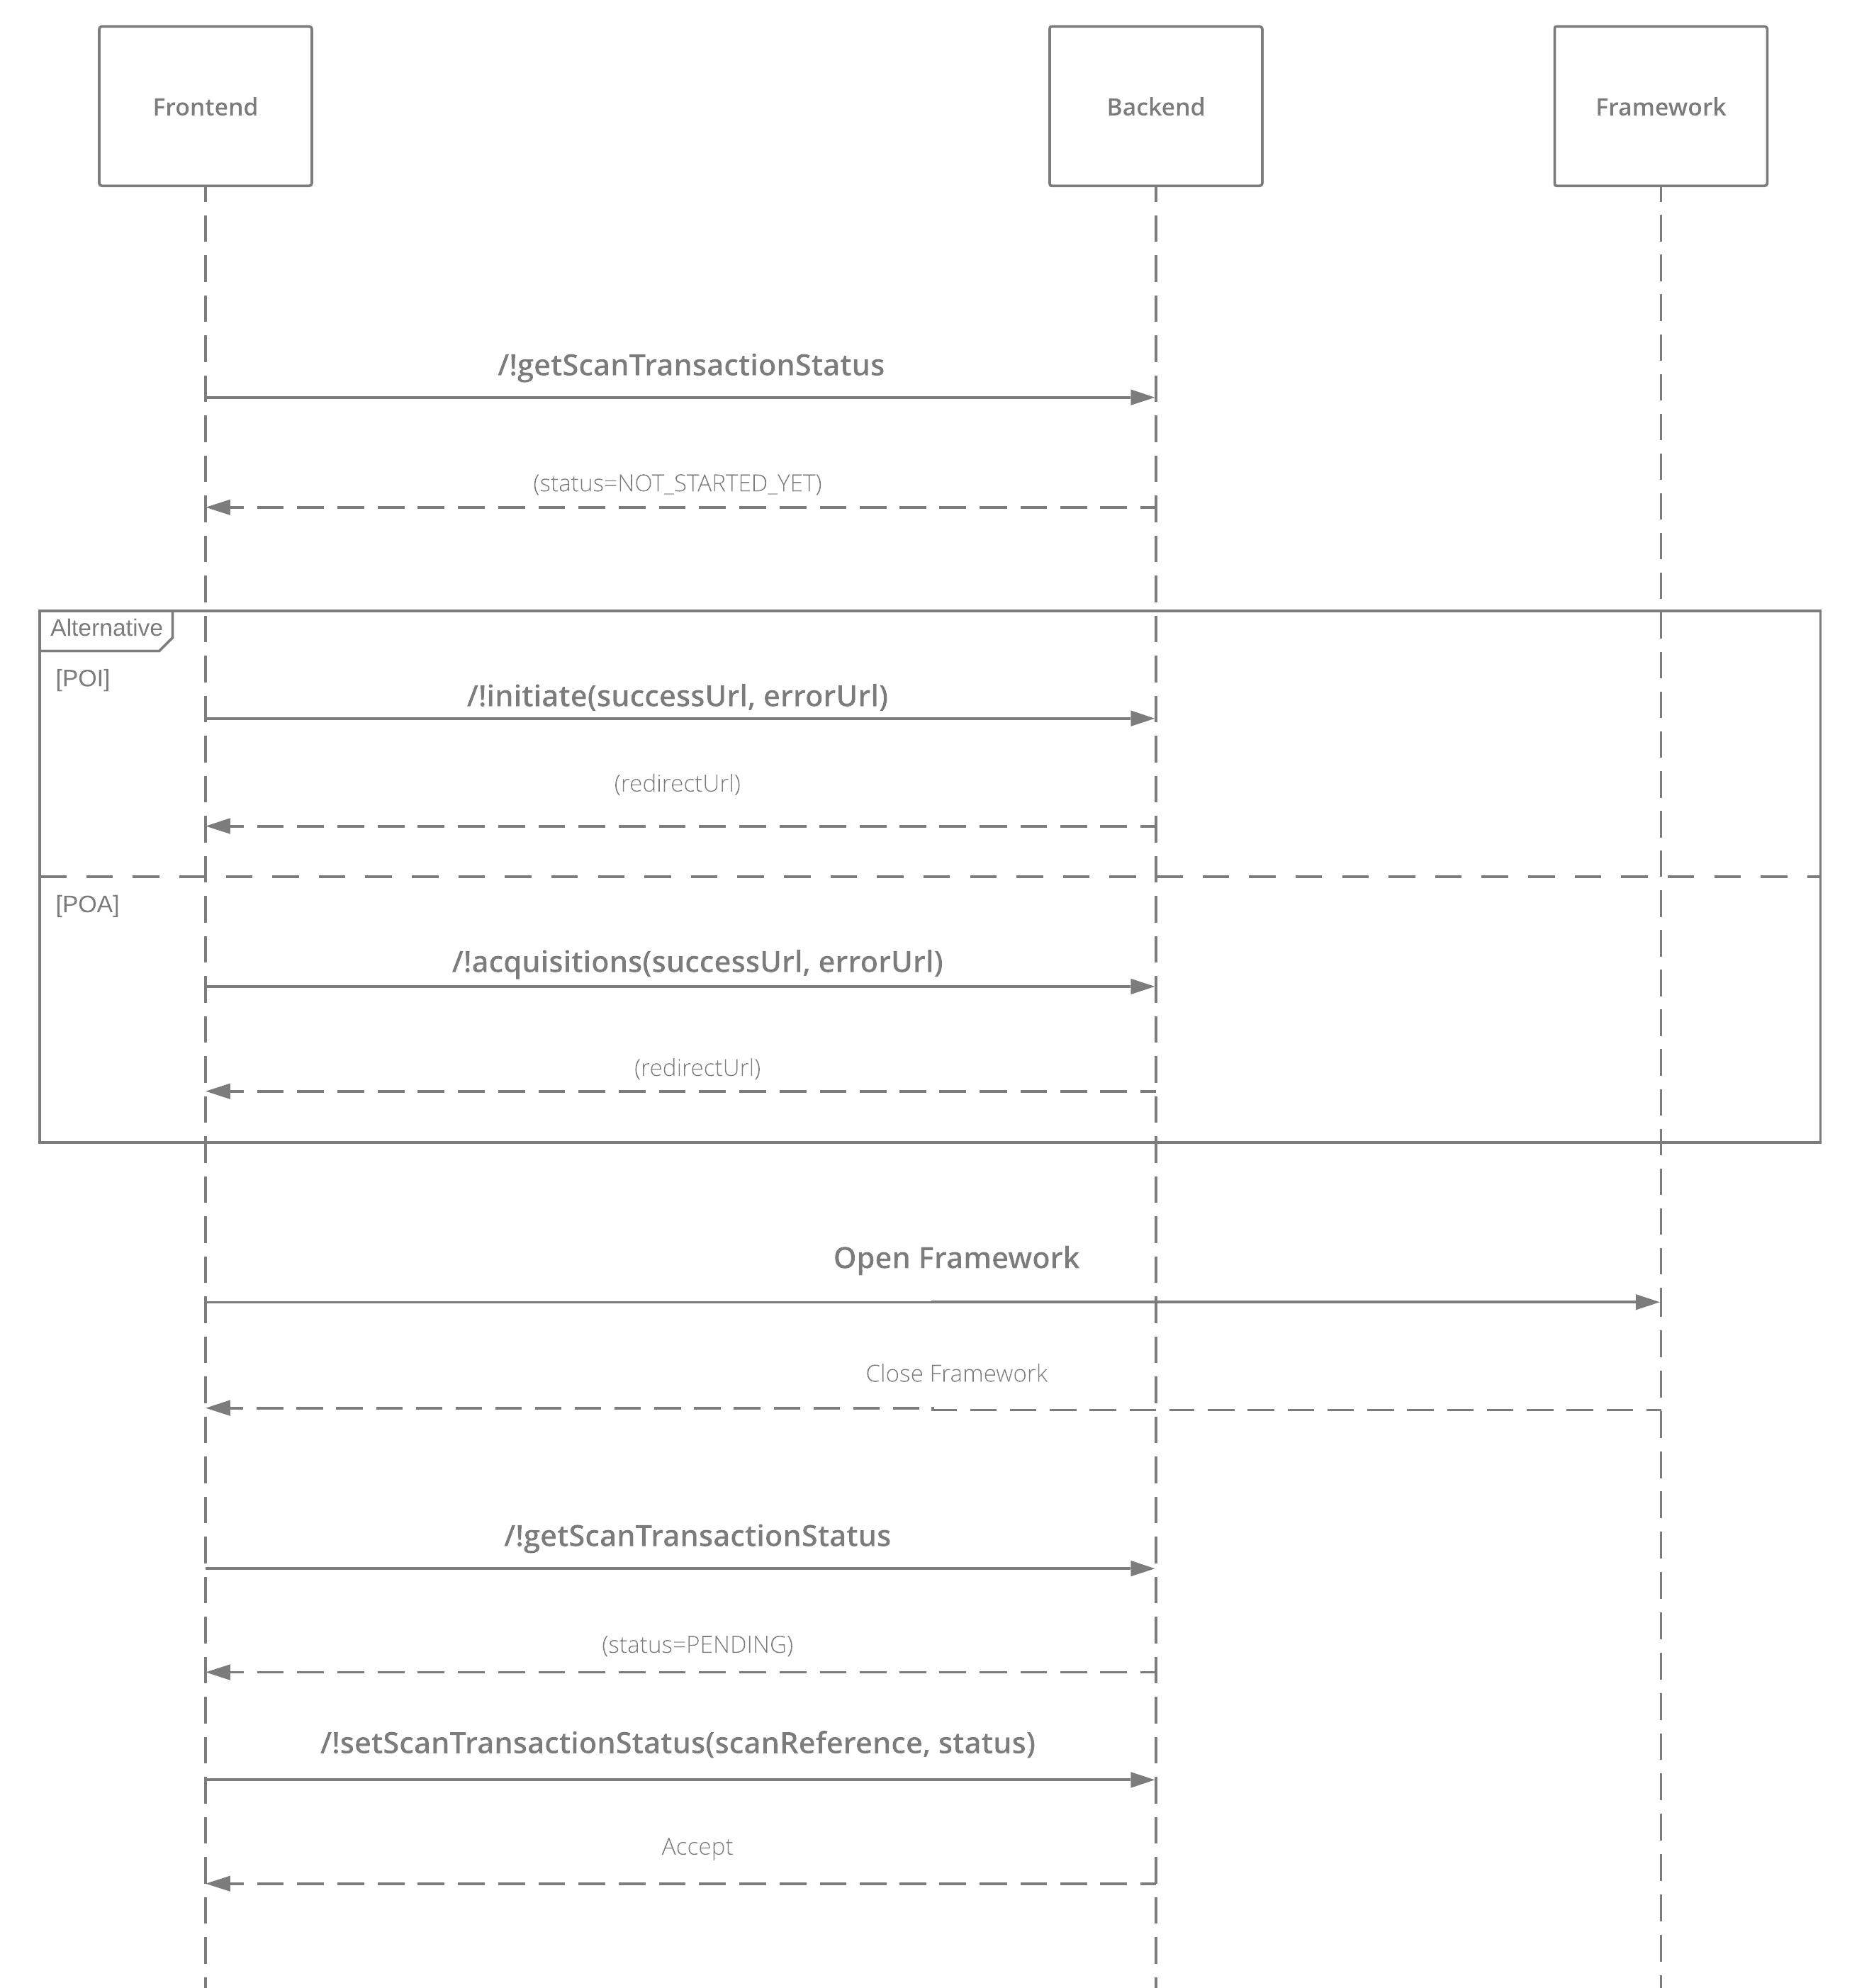 Frontend
Backend
Framework
/!getScanTransactionStatus
(status=NOT_STARTED_YET)
Alternative
[POI]
/!initiate(successUrl, errorUrl)
(redirectUrl)
[POA]
/!acquisitions(successUrl, errorUrl)
(redirectUrl)
Open Framework
Close Framework
/!getScanTransactionStatus
(status=PENDING)
/!setScanTransactionStatus(scanReference, status)
Accept